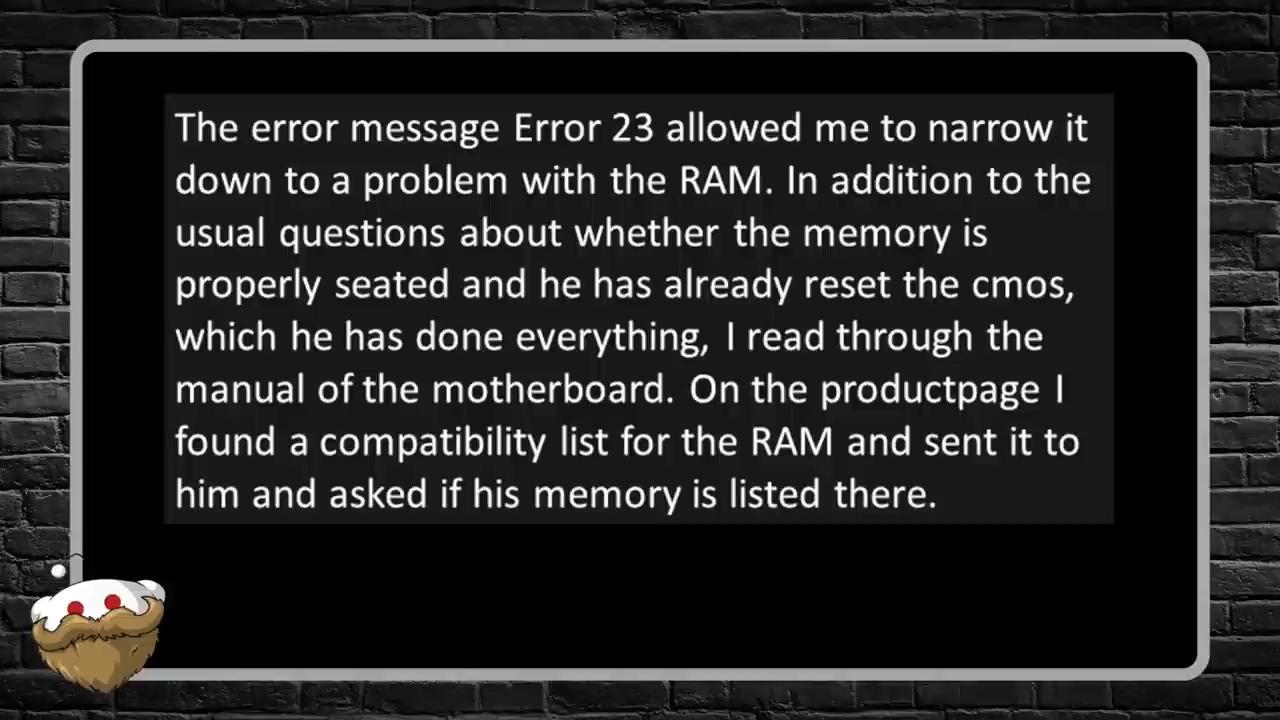 The error message Error 23 allowed me to narrow it
down to a problem with the RAM. In addition to the
usual questions about whether the memory is
properly seated and he has already reset the cmos,
which he has done everything, I read through the
manual of the motherboard. On the productpage I
found a compatibility list for the RAM and sent it to
him and asked if his memory is listed there.